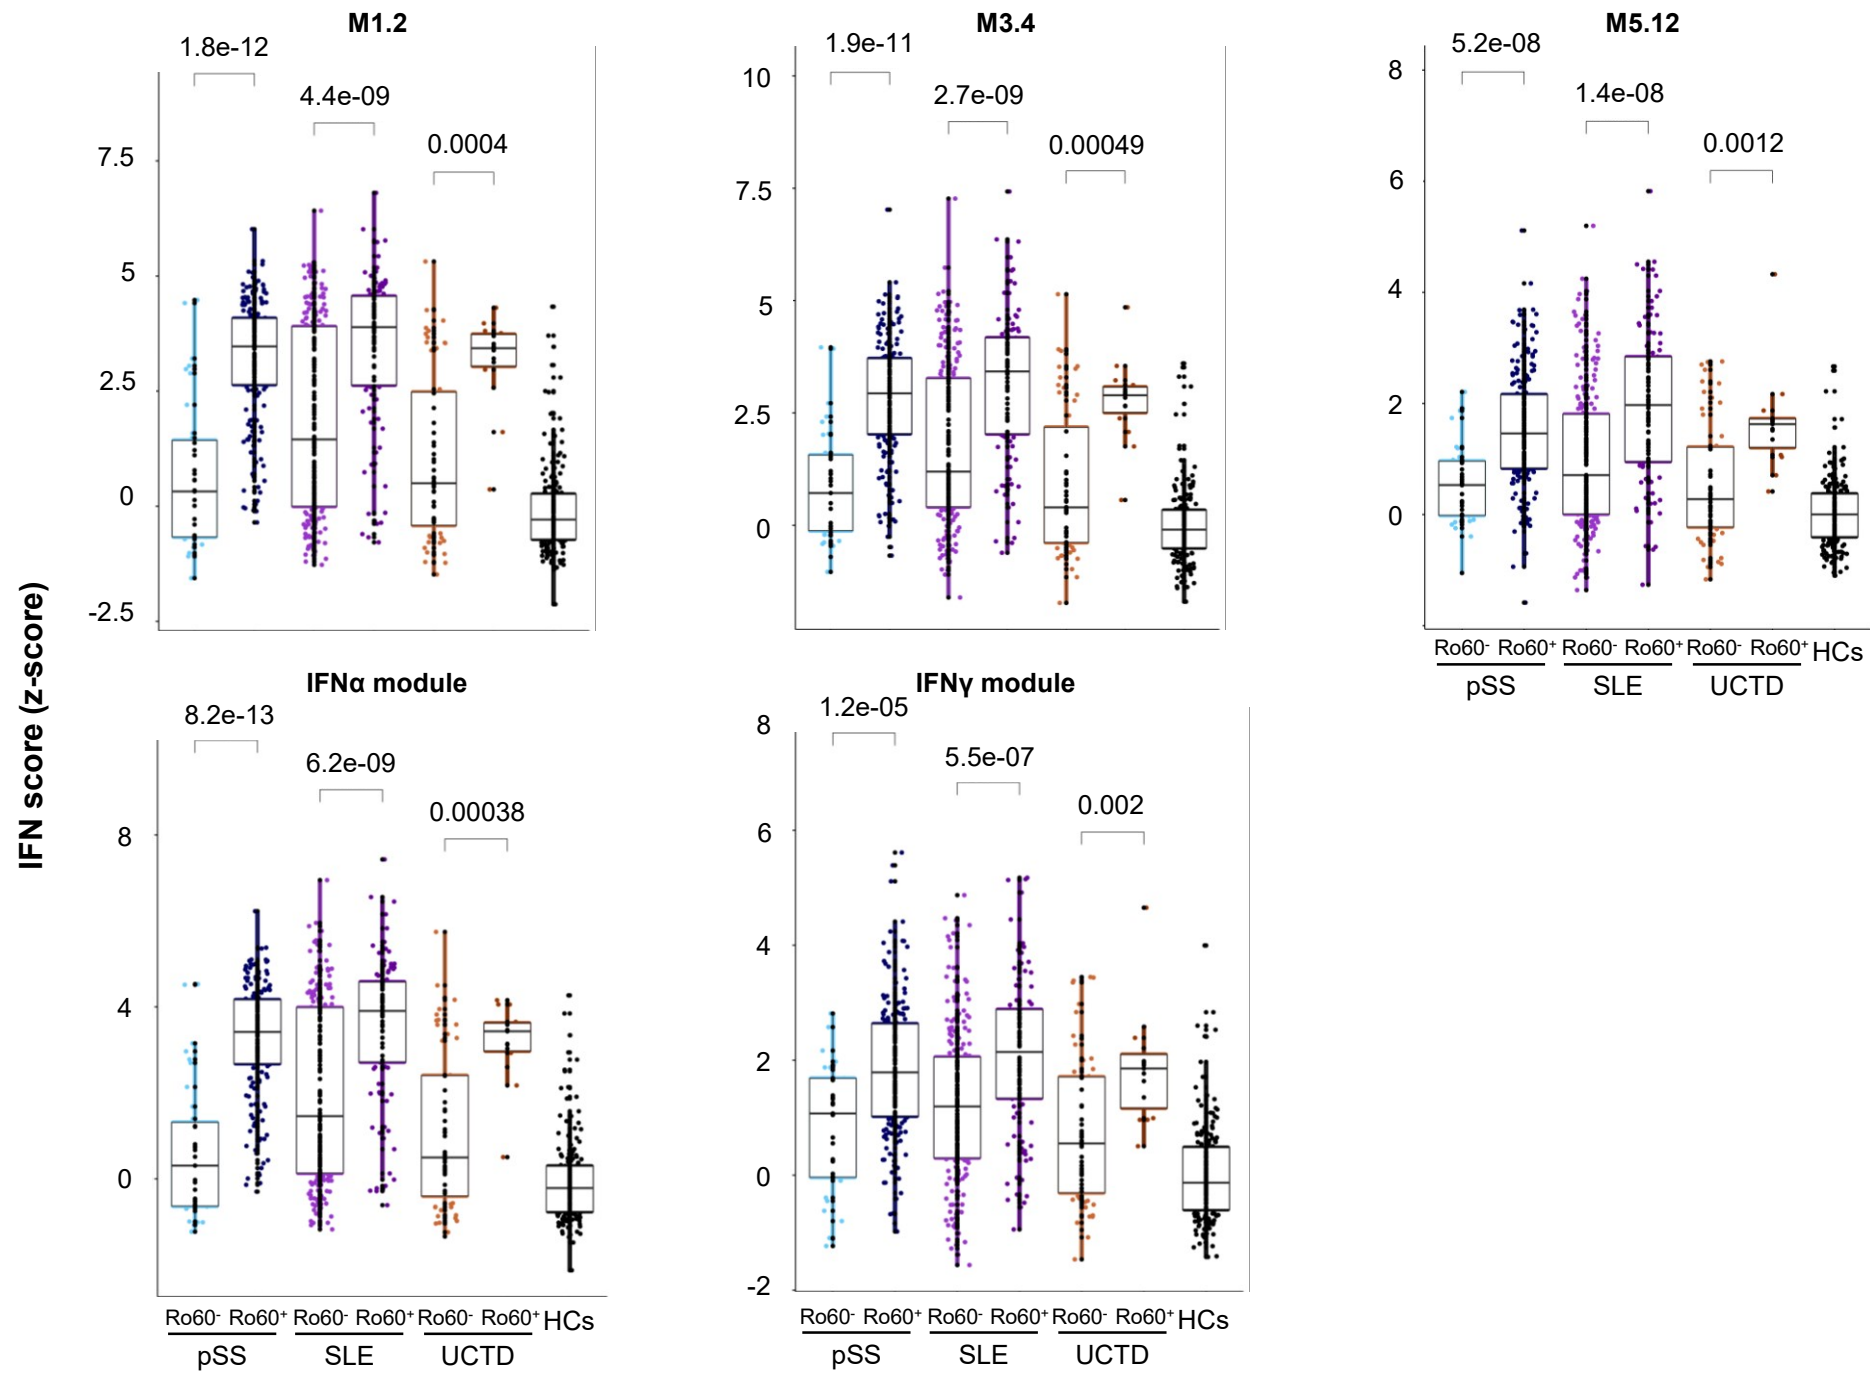 IFN score (z-score)
M1.2
1.8e-12
4.4e-09
0.0004
7.5
5
2.5
0
-2.5
M3.4
1.9e-11
2.7e-09
0.00049
10
7.5
5
2.5
0
M5.12
5.2e-08
1.4e-08
0.0012
8
6
4
2
0
Ro60⁻ Ro60⁺ Ro60⁻ Ro60⁺ Ro60⁻ Ro60⁺ HCs
pSS SLE UCTD
IFNα module
8.2e-13
6.2e-09
0.00038
8
4
0
Ro60⁻ Ro60⁺ Ro60⁻ Ro60⁺ Ro60⁻ Ro60⁺ HCs
pSS SLE UCTD
IFNγ module
1.2e-05
5.5e-07
0.002
8
6
4
2
0
-2
Ro60⁻ Ro60⁺ Ro60⁻ Ro60⁺ Ro60⁻ Ro60⁺ HCs
pSS SLE UCTD